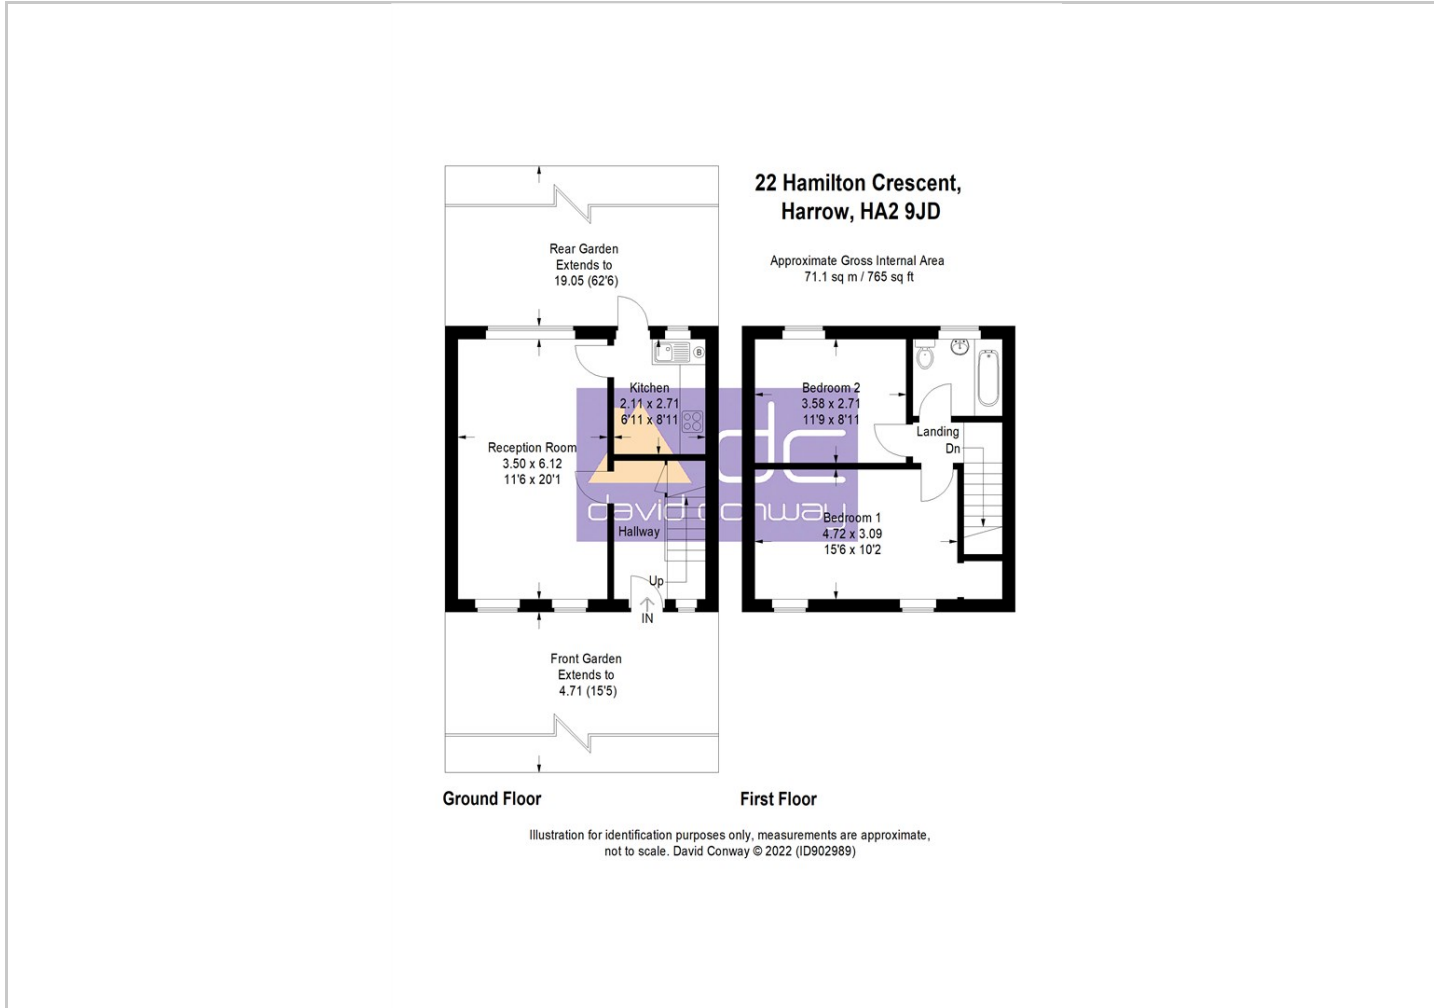 22 Hamilton Crescent,
Harrow, HA2 9JD
Approximate Gross Internal Area
71.1 sq m / 765 sq ft
Rear Garden
Extends to
19.05 (62'6)
Kitchen
2.11 x 2.71
6'11 x 8'11
B
Reception Room
3.50 x 6.12
11'6 x 20'1
Hallway
Up
IN
Front Garden
Extends to
4.71 (15'5)
Ground Floor
Bedroom 2
3.58 x 2.71
11'9 x 8'11
Landing
Dn
Bedroom 1
4.72 x 3.09
15'6 x 10'2
First Floor
dc
david conway
Illustration for identification purposes only, measurements are approximate,
not to scale. David Conway © 2022 (ID902989)